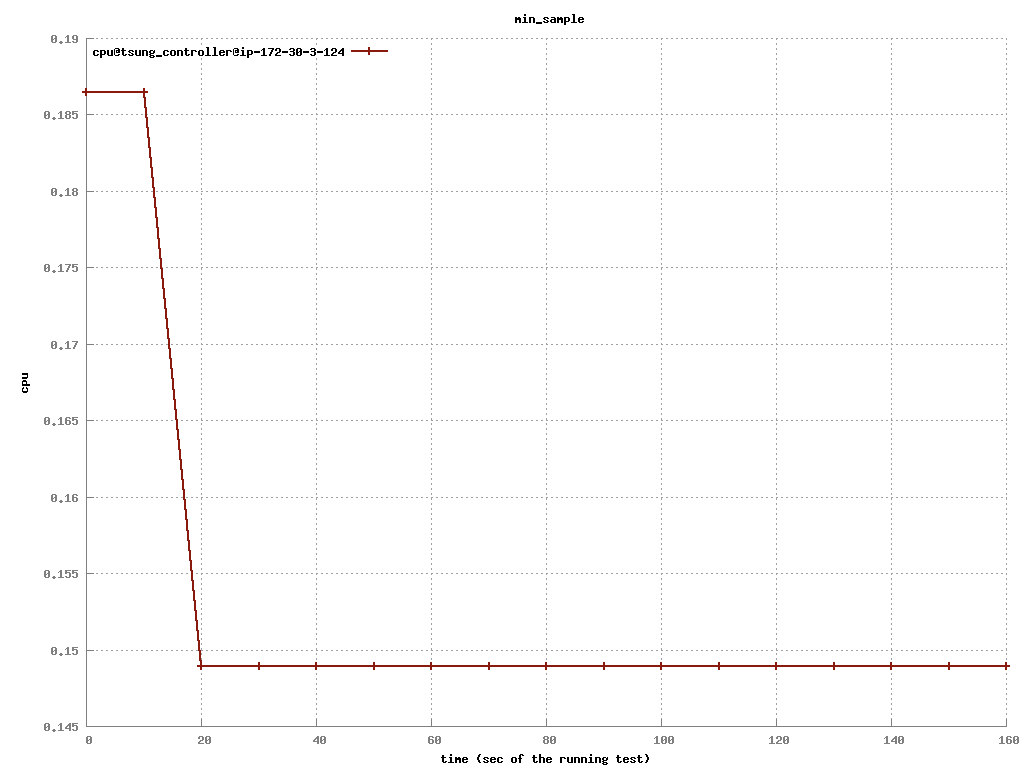 min_sample
cpu@tsung_controller@ip-172-30-3-124
0.19
0.185
0.18
0.175
0.17
0.165
0.16
0.155
0.15
0.145
cpu
0 20 40 60 80 100 120 140 160
time (sec of the running test)